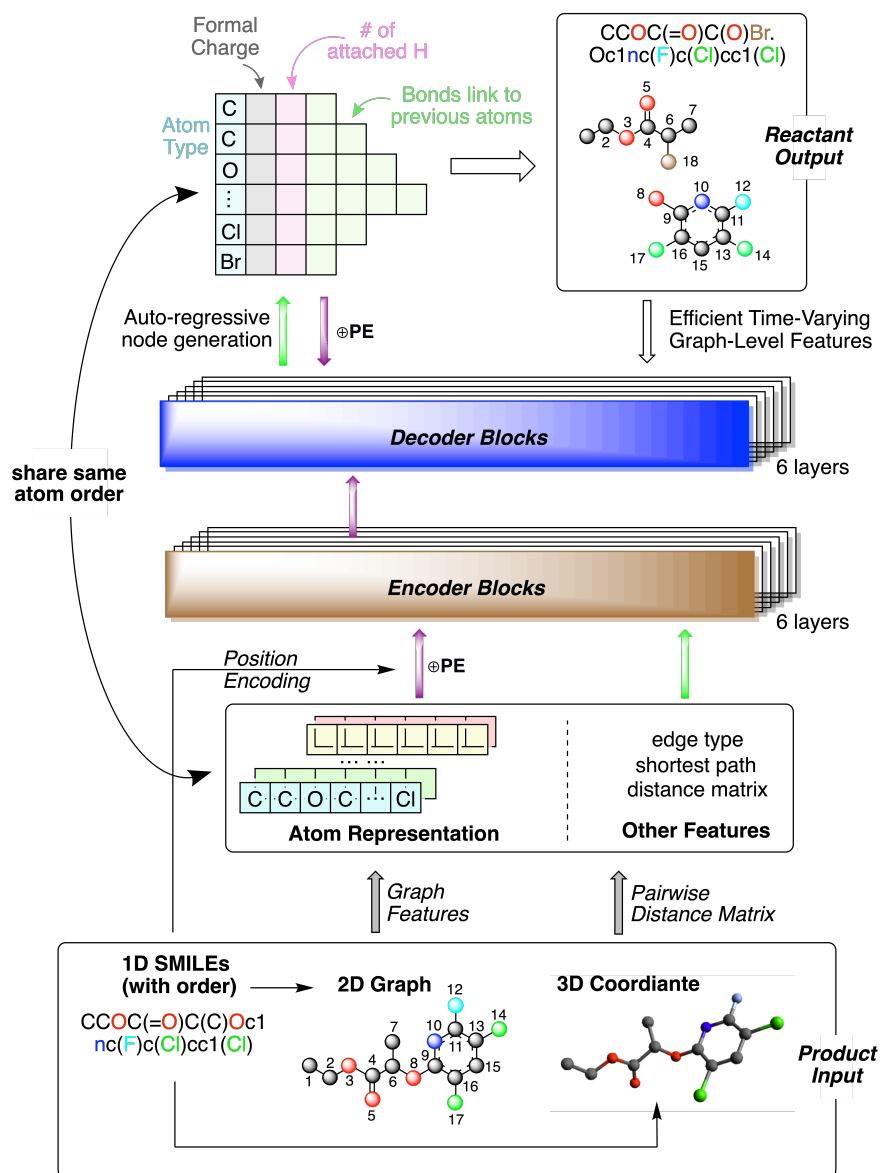 Formal
Charge
# of
attached H
Bonds link to
previous atoms
Atom
Type
C
C
O
⋮
Cl
Br
CCOC(=O)C(O)Br.
Oc1nc(F)c(Cl)cc1(Cl)
5
3
6
7
2
4
18
8
10
12
9
11
17
16
15
13
14
Reactant
Output
Auto-regressive
node generation
⊕PE
Efficient Time-Varying
Graph-Level Features
Decoder Blocks
6 layers
share same
atom order
Encoder Blocks
6 layers
Position
Encoding
⊕PE
... ...
C C O C ... Cl
Atom Representation
edge type
shortest path
distance matrix
Other Features
Graph
Features
Pairwise
Distance Matrix
1D SMILEs
(with order)
CCOC(=O)C(C)Oc1
nc(F)c(Cl)cc1(Cl)
2D Graph
12
14
7
10
13
11
2
4
8
9
15
1
3
6
16
5
17
3D Coordiante
Product
Input